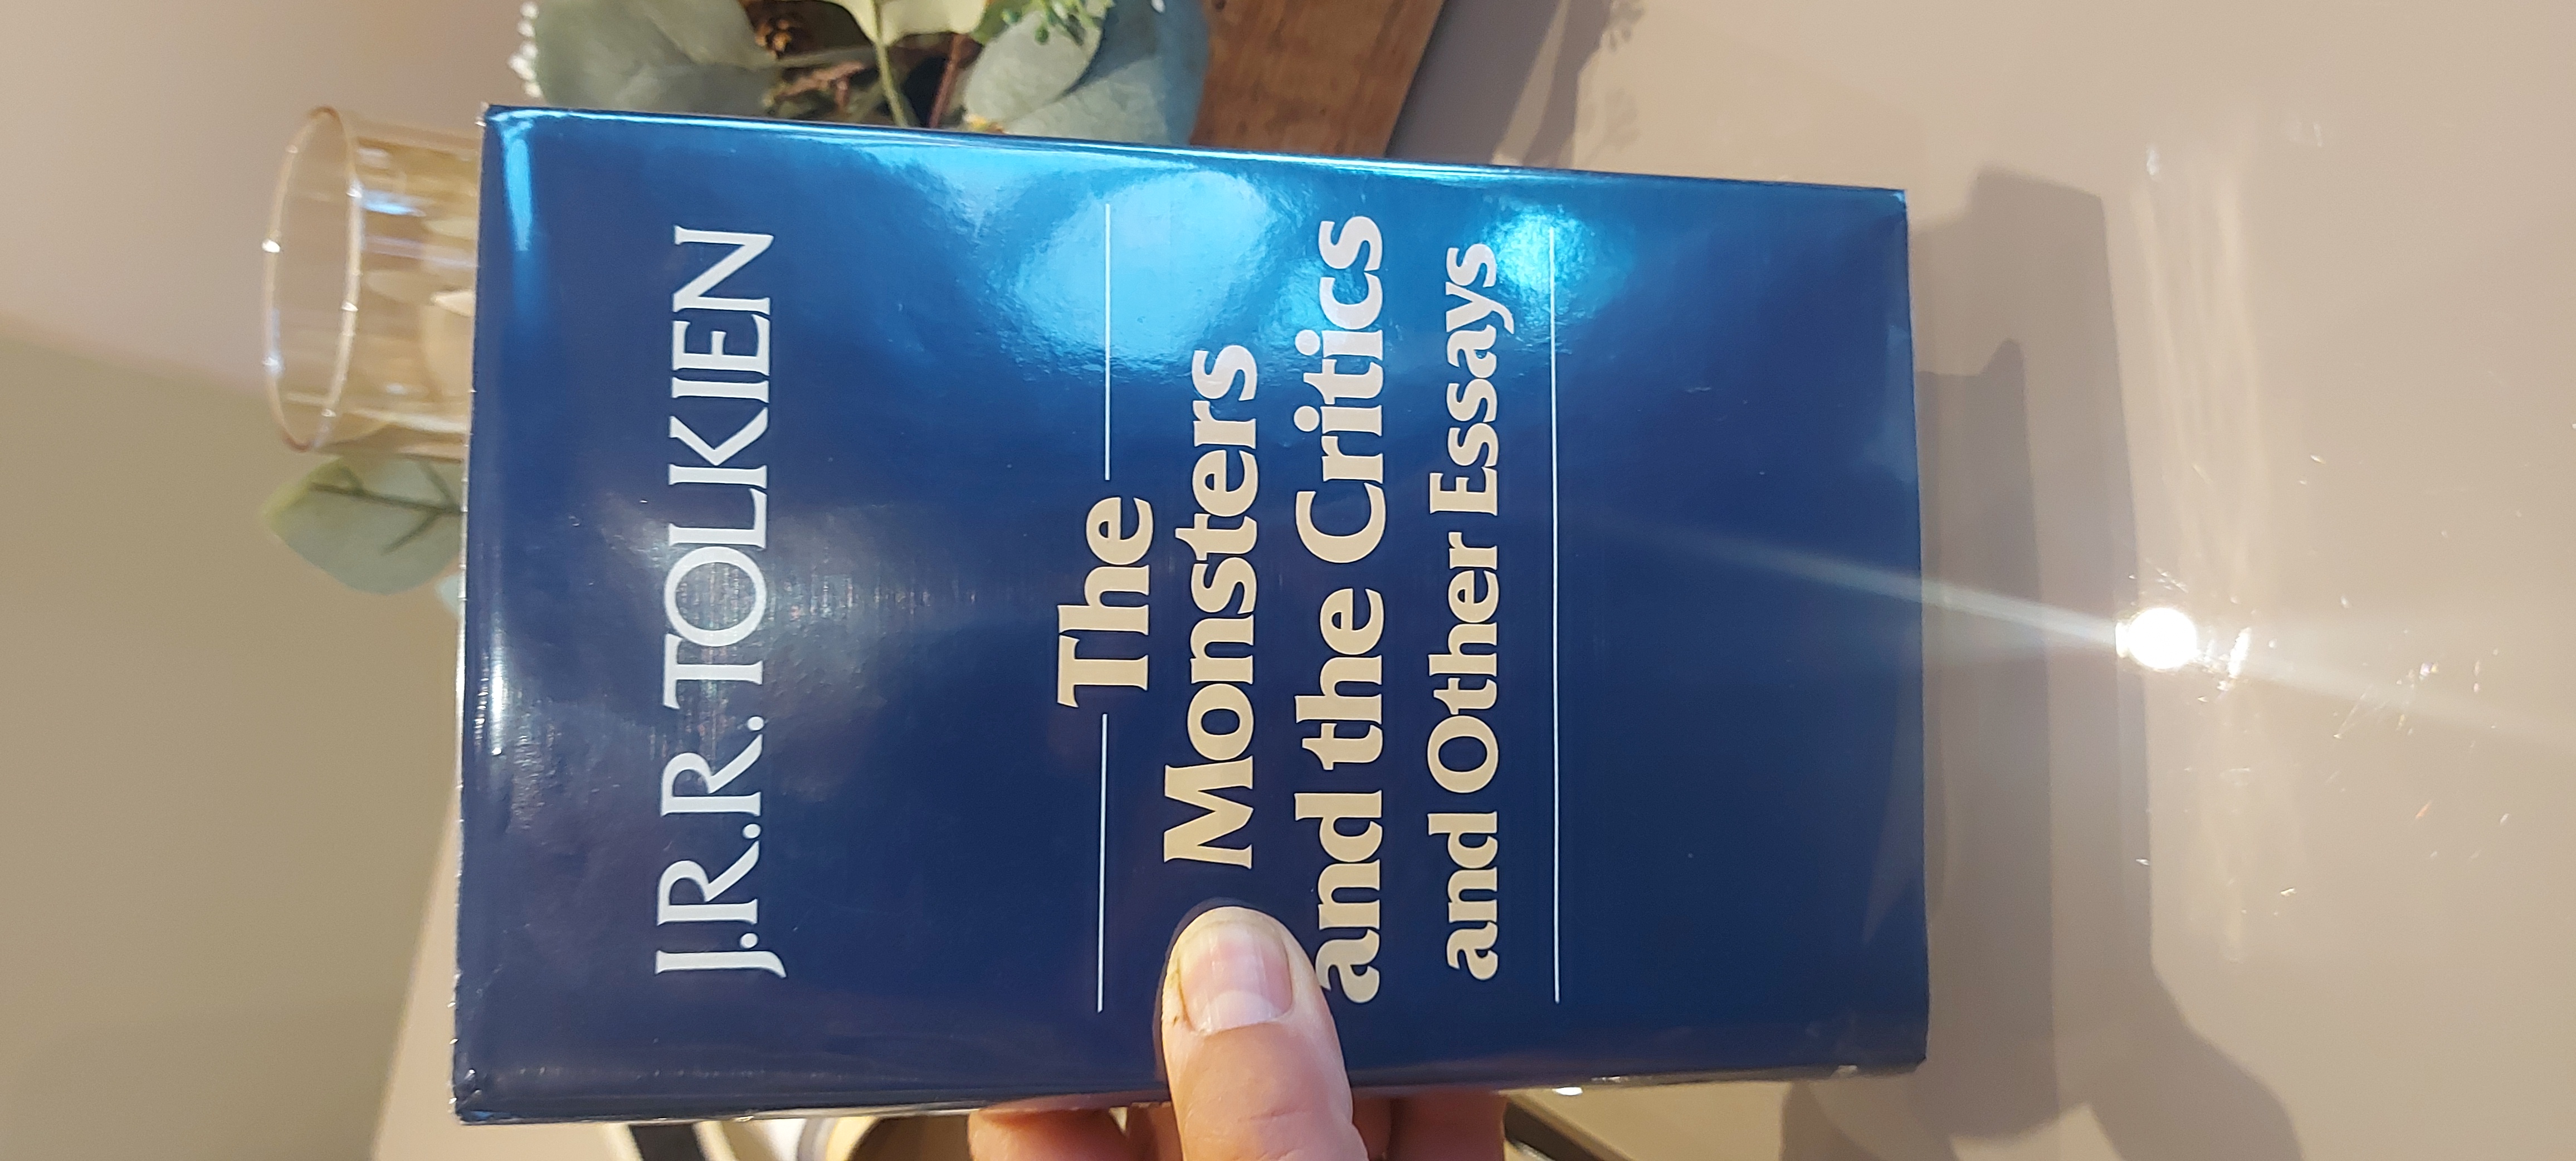 J.R.R. TOLKIEN
The
Monsters
and the Critics
and Other Essays